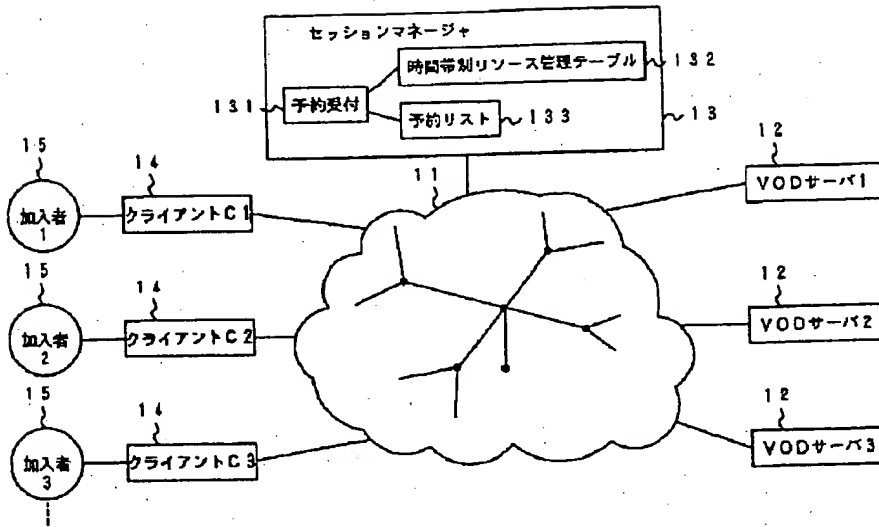 セッションマネージャ
時間帯別リソース管理テーブル
132
131
予約受付
予約リスト
133
13
15
14
11
12
加入者
1
クライアントC1
VODサーバ1
15
14
12
加入者
2
クライアントC2
VODサーバ2
15
14
12
加入者
3
クライアントC3
VODサーバ3